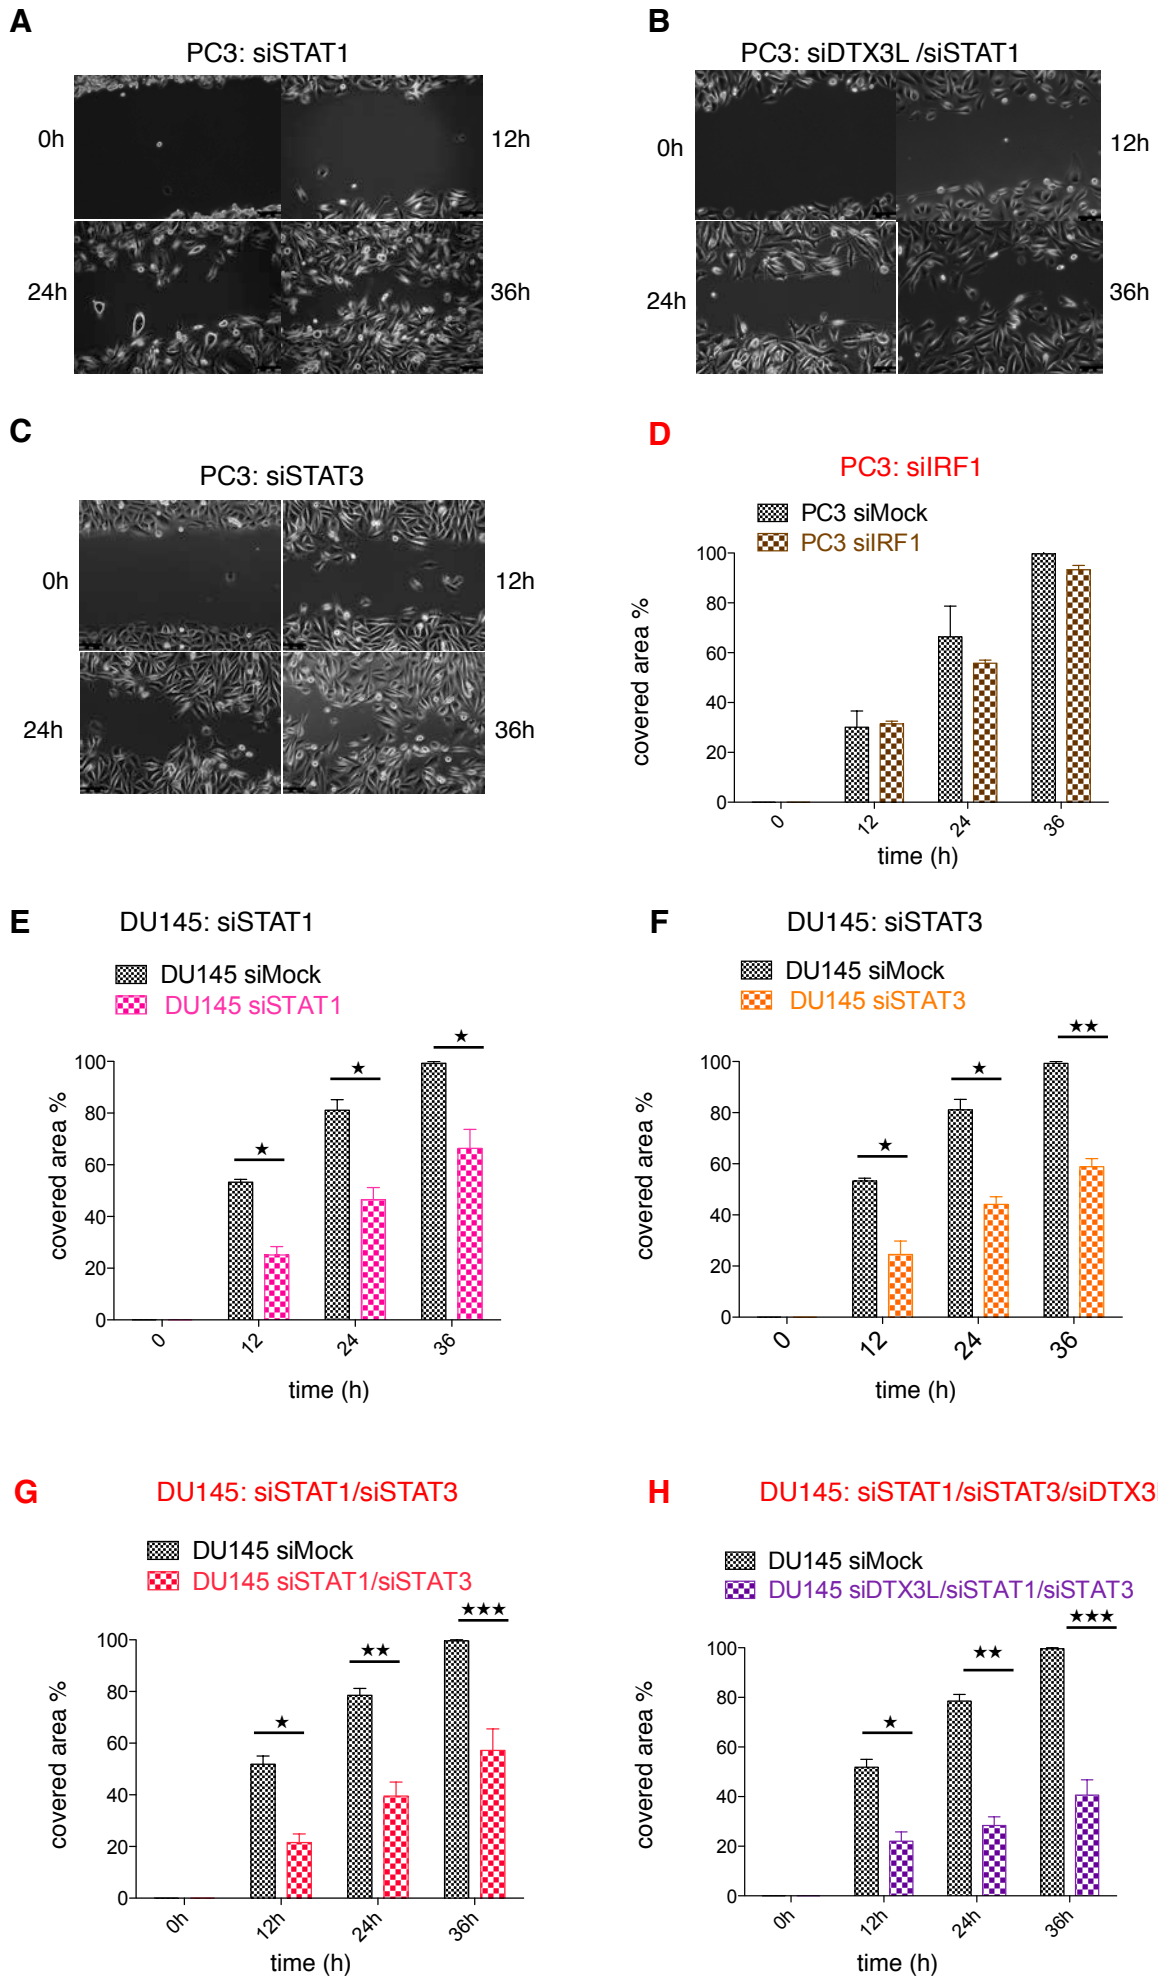 A
PC3: siSTAT1
0h
12h
24h
36h
B
PC3: siDTX3L /siSTAT1
0h
12h
24h
36h
C
PC3: siSTAT3
0h
12h
24h
36h
D
PC3: siIRF1
PC3 siMock
PC3 siIRF1
covered area %
100
80
60
40
20
0
0 12 24 36
time (h)
E
DU145: siSTAT1
DU145 siMock
DU145 siSTAT1
★ ★ ★
covered area %
100
80
60
40
20
0
0 12 24 36
time (h)
F
DU145: siSTAT3
DU145 siMock
DU145 siSTAT3
★ ★ ★★
covered area %
100
80
60
40
20
0
0 12 24 36
time (h)
G
DU145: siSTAT1/siSTAT3
DU145 siMock
DU145 siSTAT1/siSTAT3
★ ★★ ★★★
covered area %
100
80
60
40
20
0
0h 12h 24h 36h
time (h)
H
DU145: siSTAT1/siSTAT3/siDTX3
DU145 siMock
DU145 siDTX3L/siSTAT1/siSTAT3
★ ★★ ★★★
covered area %
100
80
60
40
20
0
0h 12h 24h 36h
time (h)